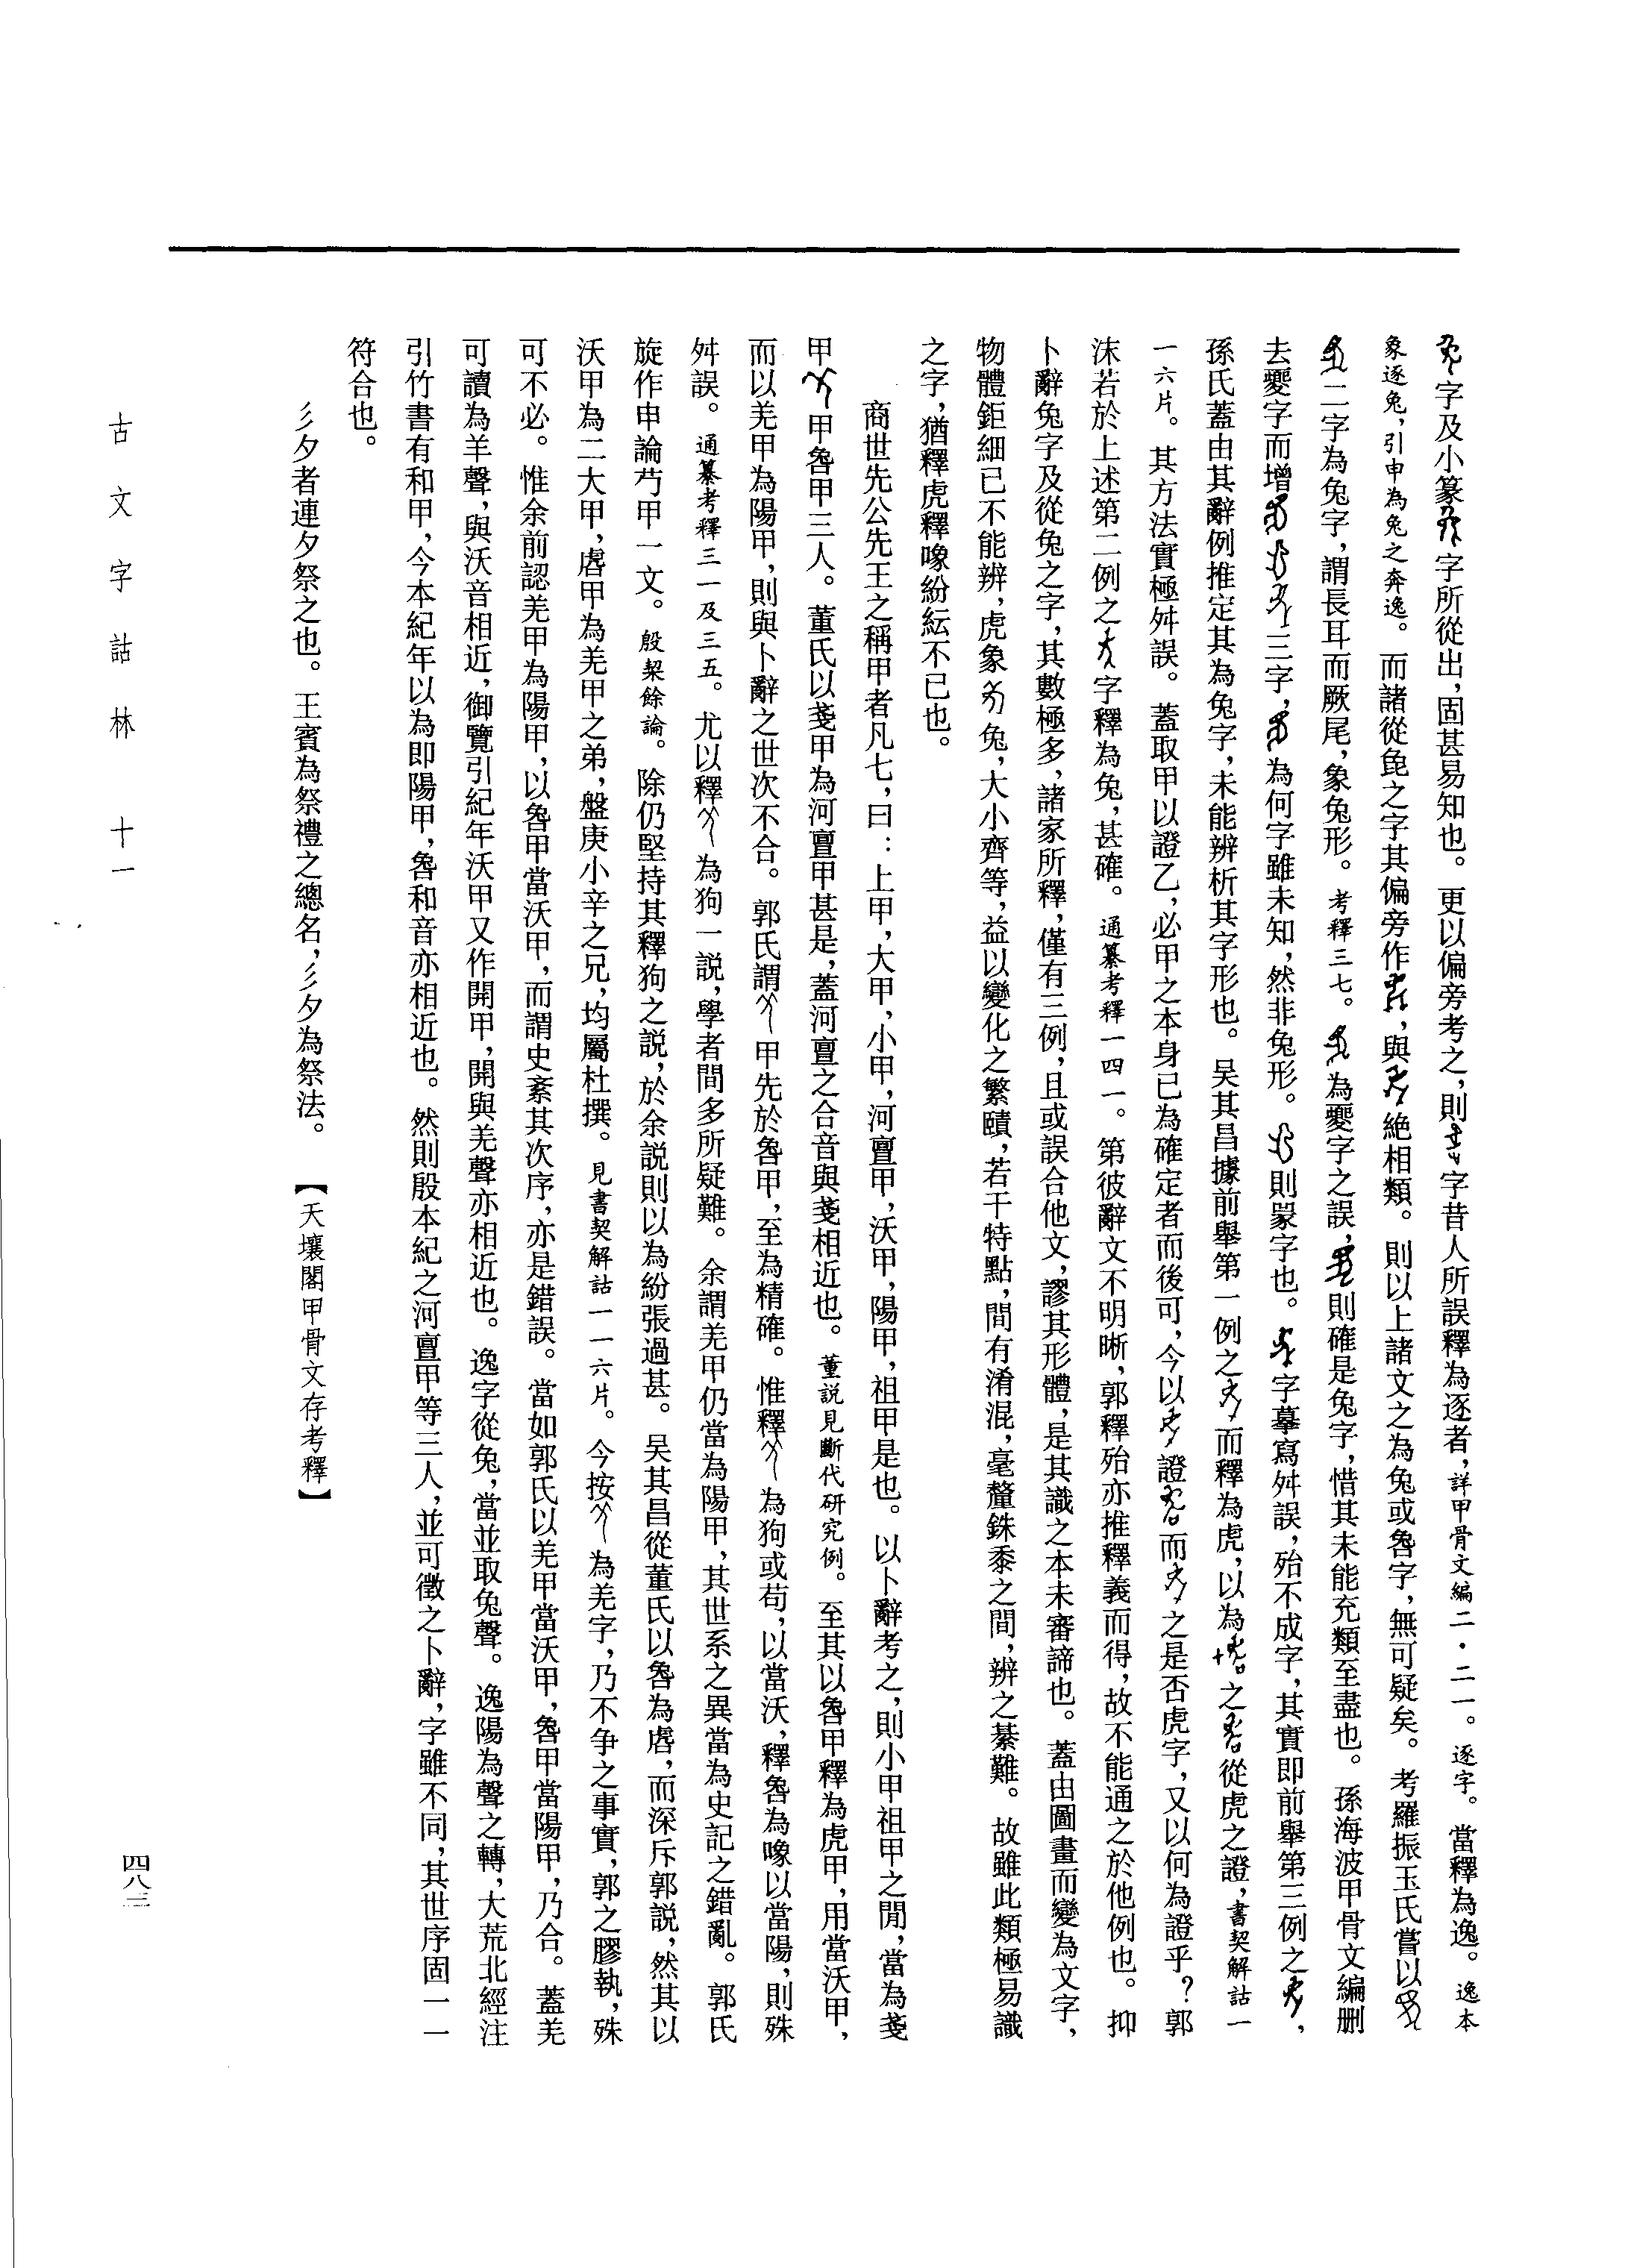 字及小篆字所從出，固甚易知也。更以偏旁考之，則字昔人所誤釋為逐者，詳甲骨文編二·二一。逐字。當釋為逸。逸本
象逐兔，引申為兔之奔逸。而諸從㲋之字其偏旁作，與絶相類。則以上諸文之為兔或㲋字，無可疑矣。考羅振玉氏嘗以
二字為兔字，謂長耳而厥尾，象兔形。考釋三七。為夒字之誤，則確是兔字，惜其未能充類至盡也。孫海波甲骨文編刪
去夒字而增三字，為何字雖未知，然非兔形。則字也。字摹寫舛誤，殆不成字，其實即前舉第三例之，
孫氏蓋由其辭例推定其為兔字，未能辨析其字形也。吴其昌據前舉第一例之而釋為虎，以為之從虎之證，書契解詁一
一六片。其方法實極舛誤。蓋取甲以證乙，必甲之本身已為確定者而後可，今以證而之是否虎字，又以何為證乎？郭
沫若於上述第二例之字釋為兔，甚確。通纂考釋一四一。第彼辭文不明晰，郭釋殆亦推釋義而得，故不能通之於他例也。抑
卜辭兔字及從兔之字，其數極多，諸家所釋，僅有三例，且或誤合他文，謬其形體，是其識之本未審諦也。蓋由圖畫而變為文字，
物體鉅細已不能辨，虎象兔，大小齊等，益以變化之繁賾，若干特點，間有淆混，毫釐銖黍之間，辨之綦難。故雖此類極易識
之字，猶釋虎釋喙紛紜不已也。
商世先公先王之稱甲者凡七，曰：上甲，大甲，小甲，河亶甲，沃甲，陽甲，祖甲是也。以卜辭考之，則小甲祖甲之閒，當為戔
甲甲甲三人。董氏以戔甲為河亶甲甚是，蓋河亶之合音與戔相近也。董説見斷代研究例。至其以甲釋為虎甲，用當沃甲，
而以羌甲為陽甲，則與卜辭之世次不合。郭氏謂甲先於甲，至為精確。惟釋為狗或苟，以當沃，釋為喙以當陽，則殊
舛誤。通纂考釋三一及三五。尤以釋為狗一説，學者間多所疑難。余謂羌甲仍當為陽甲，其世系之異當為史記之錯亂。郭氏
旋作申論芍甲一文。殷栔餘論。除仍堅持其釋狗之説，於余説則以為紛張過甚。吴其昌從董氏以為虎，而深斥郭説，然其以
沃甲為二大甲，甲為羌甲之弟，盤庚小辛之兄，均屬杜撰。見書契解詁一一六片。今按為羌字，乃不争之事實，郭之膠執，殊
可不必。惟余前認羌甲為陽甲，以甲當沃甲，而謂史紊其次序，亦是錯誤。當如郭氏以羌甲當沃甲，甲當陽甲，乃合。蓋羌
可讀為羊聲，與沃音相近，御覽引紀年沃甲又作開甲，開與羌聲亦相近也。逸字從兔，當並取兔聲。逸陽為聲之轉，大荒北經注
引竹書有和甲，今本紀年以為即陽甲，和音亦相近也。然則殷本紀之河亶甲等三人，並可徵之卜辭，字雖不同，其世序固一一
符合也。
彡夕者連夕祭之也。王賓為祭禮之總名，彡夕為祭法。【天壤閣甲骨文存考釋】
古文字詁林 十一
四八三